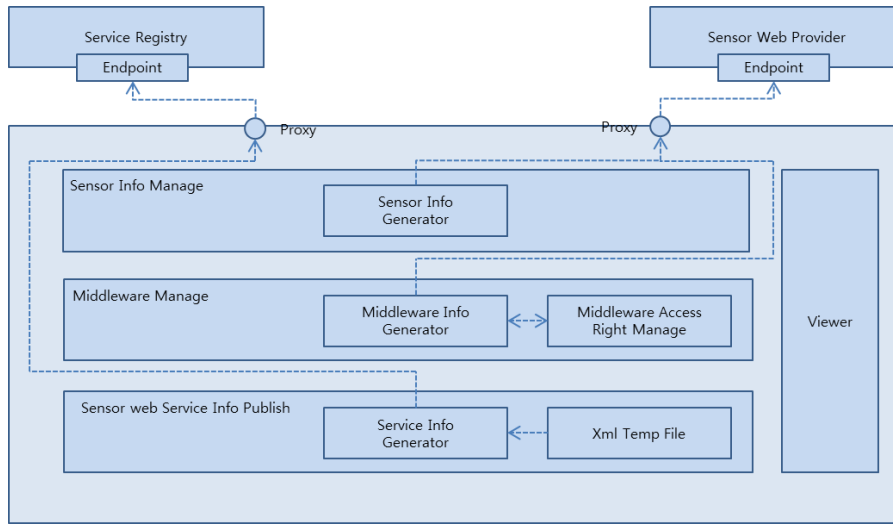 Service Registry
Endpoint
Sensor Web Provider
Endpoint
Proxy
Proxy
Sensor Info Manage
Sensor Info
Generator
Middleware Manage
Middleware Info
Generator
Middleware Access
Right Manage
Viewer
Sensor web Service Info Publish
Service Info
Generator
Xml Temp File